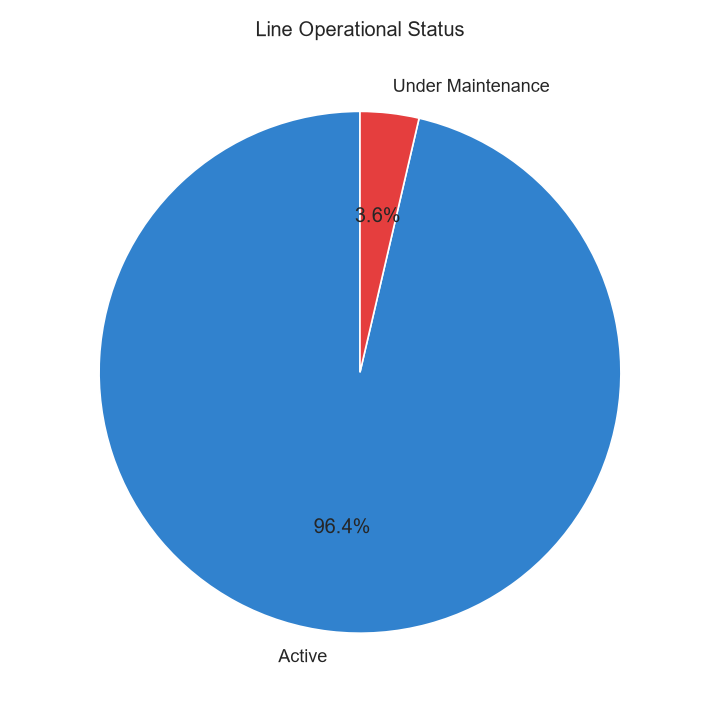 Line Operational Status
Under Maintenance
3.6%
96.4%
Active